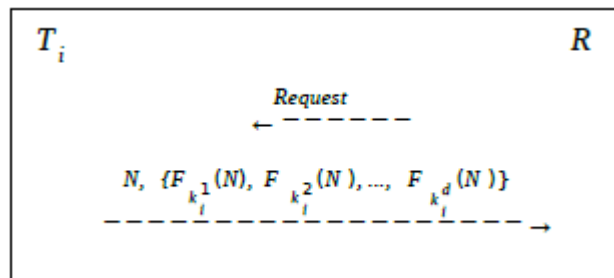 T_i R
Request
N, {F_{k_i^1}(N), F_{k_i^2}(N), ..., F_{k_i^d}(N)}